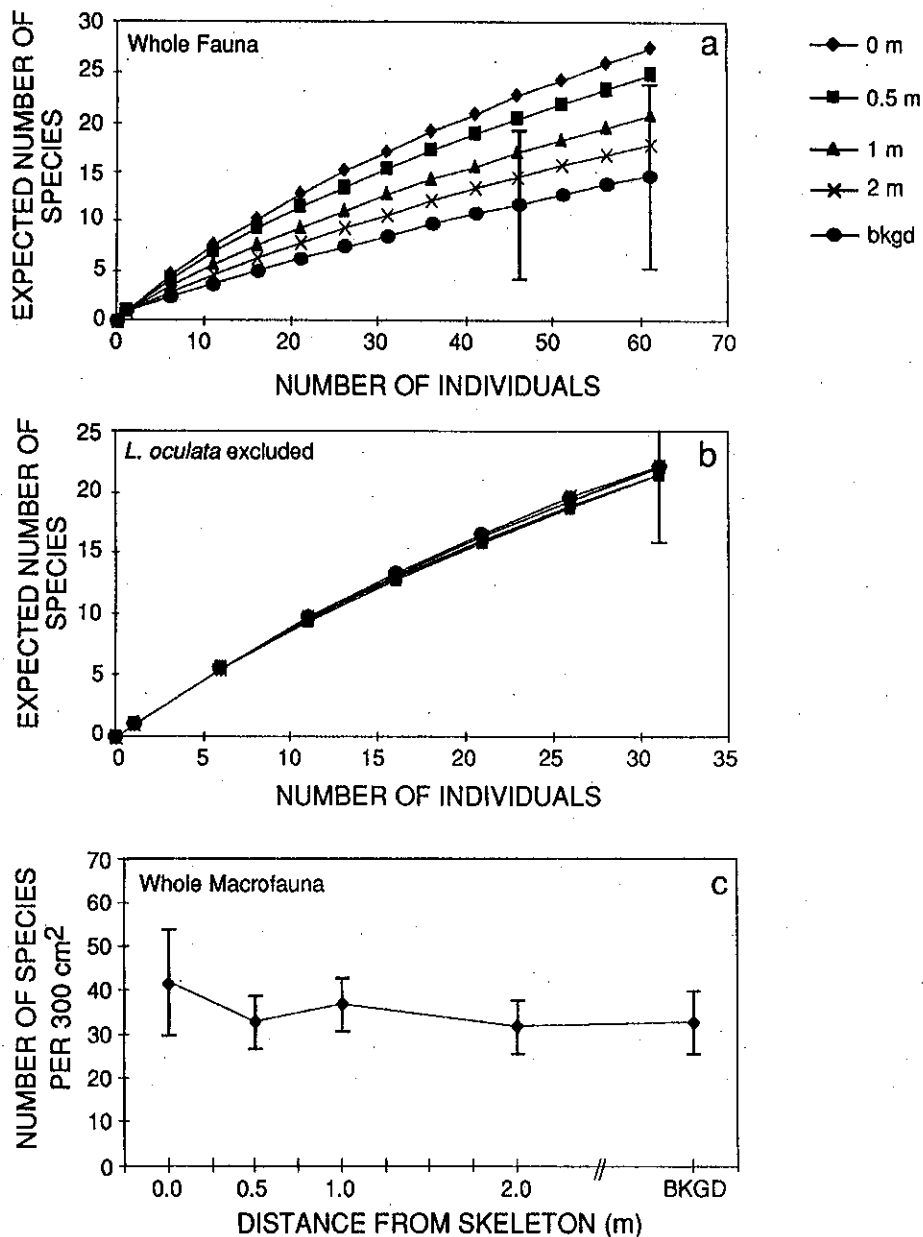 EXPECTED NUMBER OF
SPECIES
30
25
20
15
10
5
0
Whole Fauna
a
0 10 20 30 40 50 60 70
NUMBER OF INDIVIDUALS
0 m
0.5 m
1 m
2 m
bkgd
EXPECTED NUMBER OF
SPECIES
25
20
15
10
5
0
L. oculata excluded
b
0 5 10 15 20 25 30 35
NUMBER OF INDIVIDUALS
NUMBER OF SPECIES
PER 300 cm²
70
60
50
40
30
20
10
0
Whole Macrofauna
c
0.0 0.5 1.0 2.0 // BKGD
DISTANCE FROM SKELETON (m)